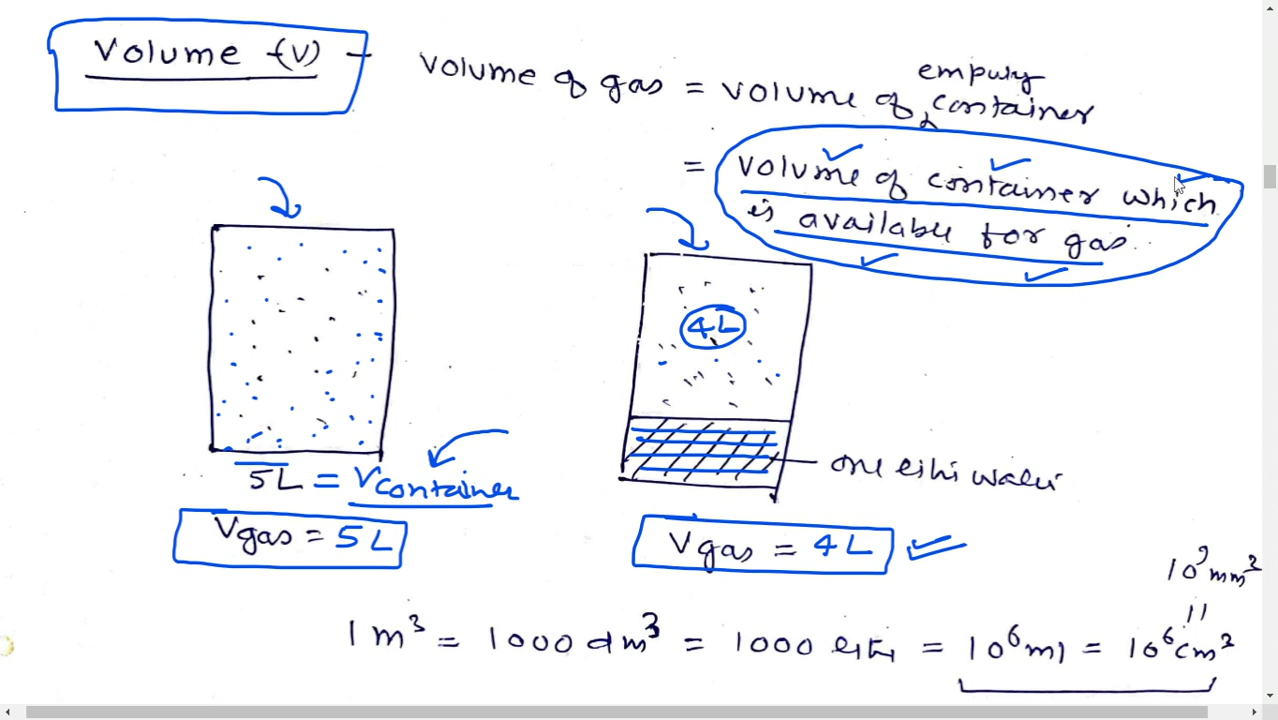 Volume (V) - volume of gas = volume of empty container
= volume of container which
is available for gas.
4L
5L = Vcontainer
one litre water
Vgas = 5L
Vgas = 4L
10⁹ mm³
||
1 m³ = 1000 dm³ = 1000 litre = 10⁶ ml = 10⁶ cm³